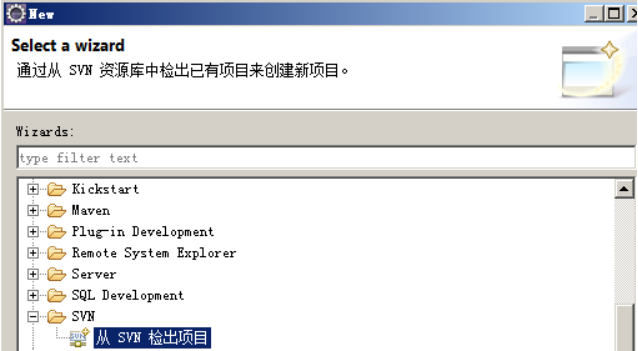 New
Select a wizard
通过从 SVN 资源库中检出已有项目来创建新项目。
Wizards:
type filter text
Kickstart
Maven
Plug-in Development
Remote System Explorer
Server
SQL Development
SVN
从 SVN 检出项目